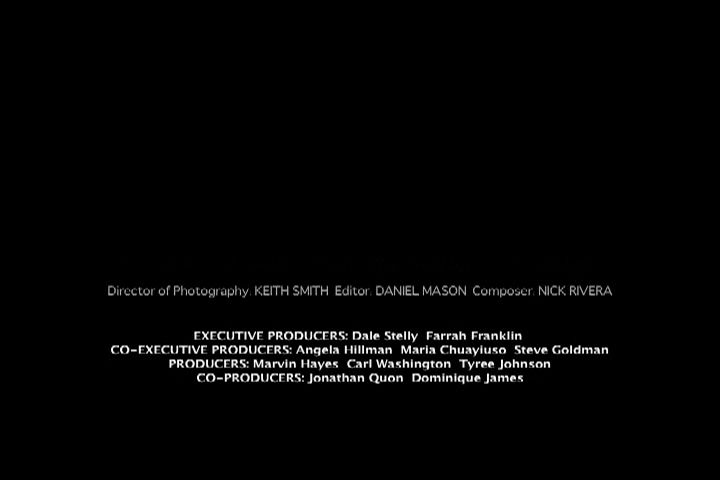 Director of Photography: KEITH SMITH Editor: DANIEL MASON Composer: NICK RIVERA
EXECUTIVE PRODUCERS: Dale Stelly Farrah Franklin
CO-EXECUTIVE PRODUCERS: Angela Hillman Maria Chuayiuso Steve Goldman
PRODUCERS: Marvin Hayes Carl Washington Tyree Johnson
CO-PRODUCERS: Jonathan Quon Dominique James